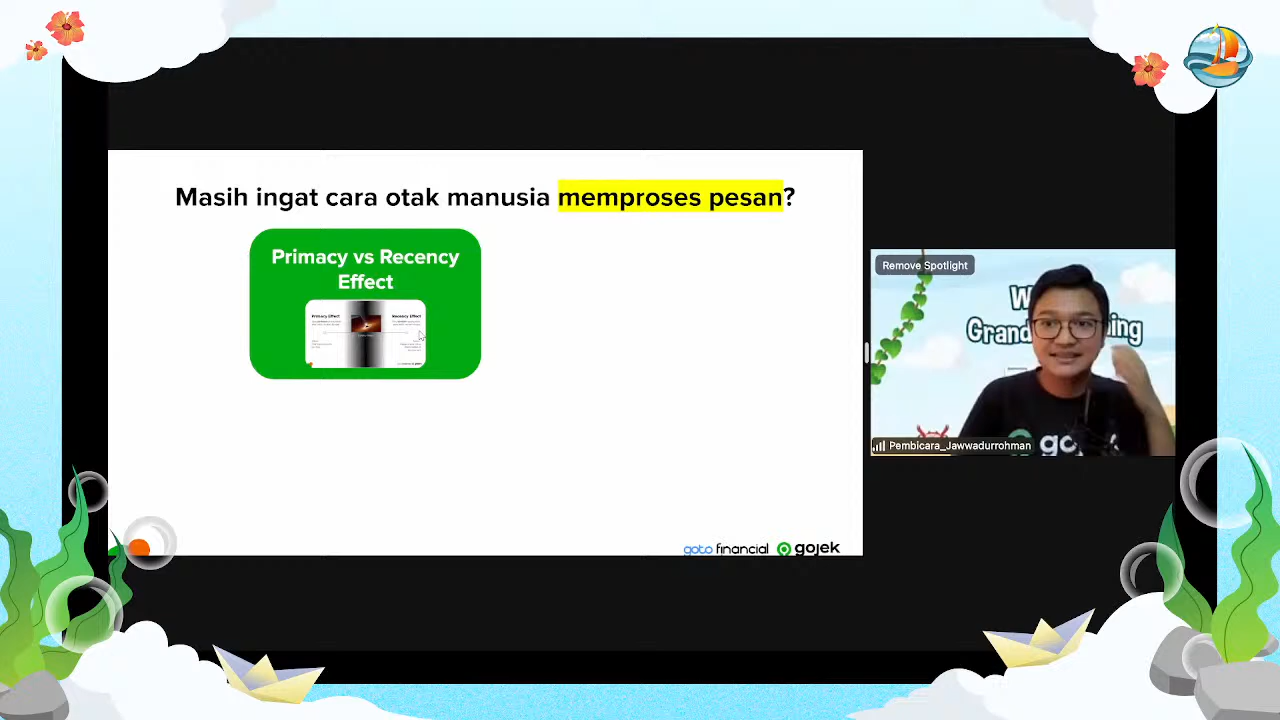 Masih ingat cara otak manusia memproses pesan?
Primacy vs Recency
Effect
Primacy Effect
Recency Effect
goto financial gojek
Remove Spotlight
Pembicara_Jawwadurrohman